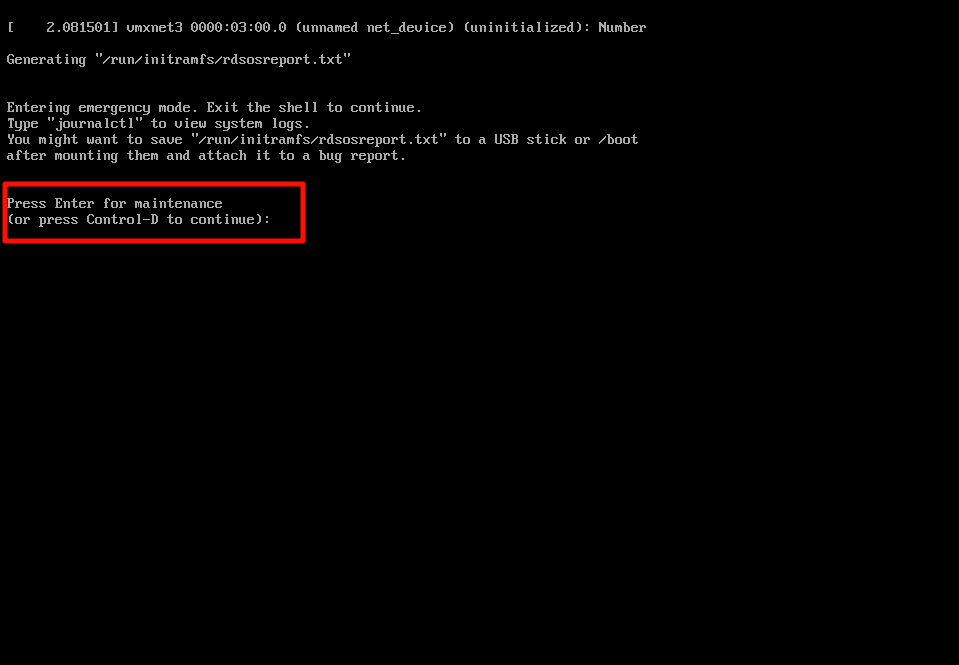 [    2.081501] vmxnet3 0000:03:00.0 (unnamed net_device) (uninitialized): Number
Generating "/run/initramfs/rdsosreport.txt"
Entering emergency mode. Exit the shell to continue.
Type "journalctl" to view system logs.
You might want to save "/run/initramfs/rdsosreport.txt" to a USB stick or /boot
after mounting them and attach it to a bug report.
Press Enter for maintenance
(or press Control-D to continue):